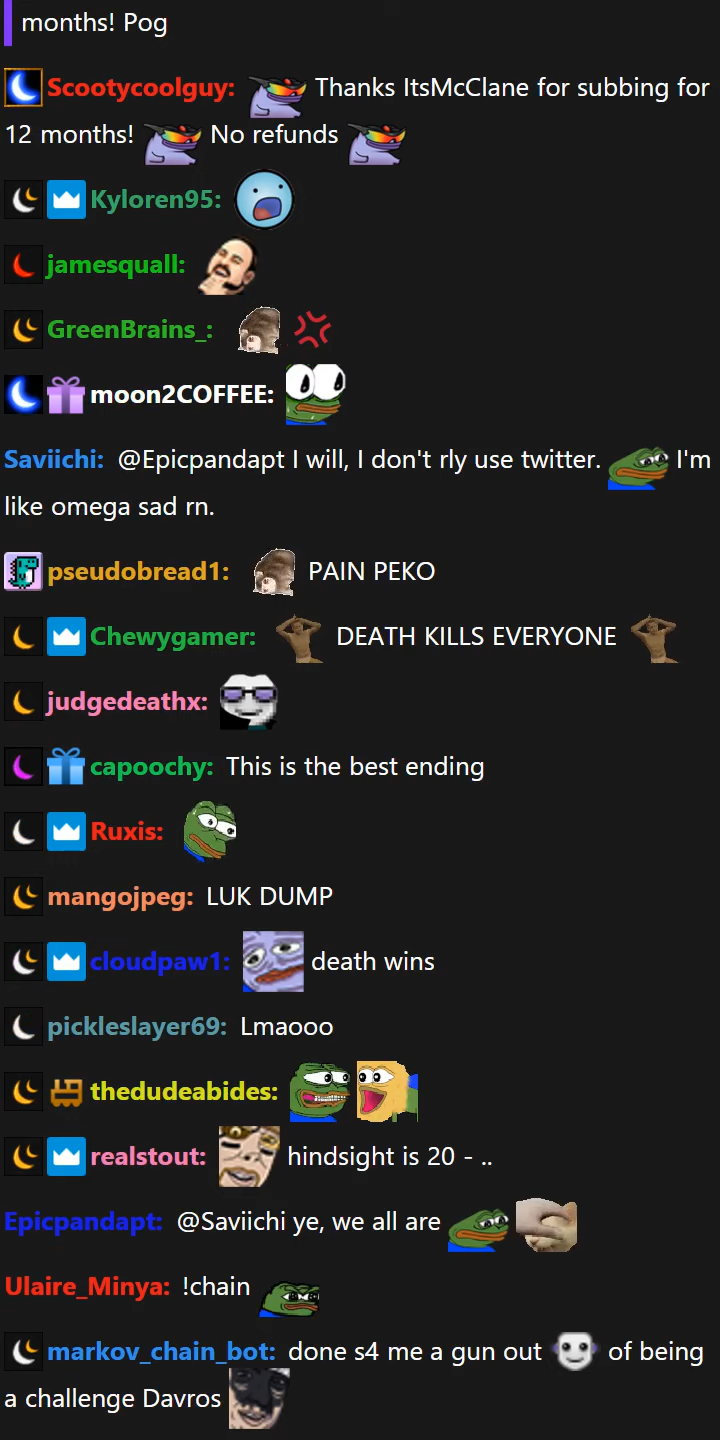 months! Pog
Scootycoolguy: Thanks ItsMcClane for subbing for
12 months! No refunds
Kyloren95:
jamesquall:
GreenBrains_:
moon2COFFEE:
Saviichi: @Epicpandapt I will, I don't rly use twitter. I'm
like omega sad rn.
pseudobread1: PAIN PEKO
Chewygamer: DEATH KILLS EVERYONE
judgedeathx:
capoochy: This is the best ending
Ruxis:
mangojpeg: LUK DUMP
cloudpaw1: death wins
pickleslayer69: Lmaooo
thedudeabides:
realstout: hindsight is 20 - ..
Epicpandapt: @Saviichi ye, we all are
Ulaire_Minya: !chain
markov_chain_bot: done s4 me a gun out of being
a challenge Davros